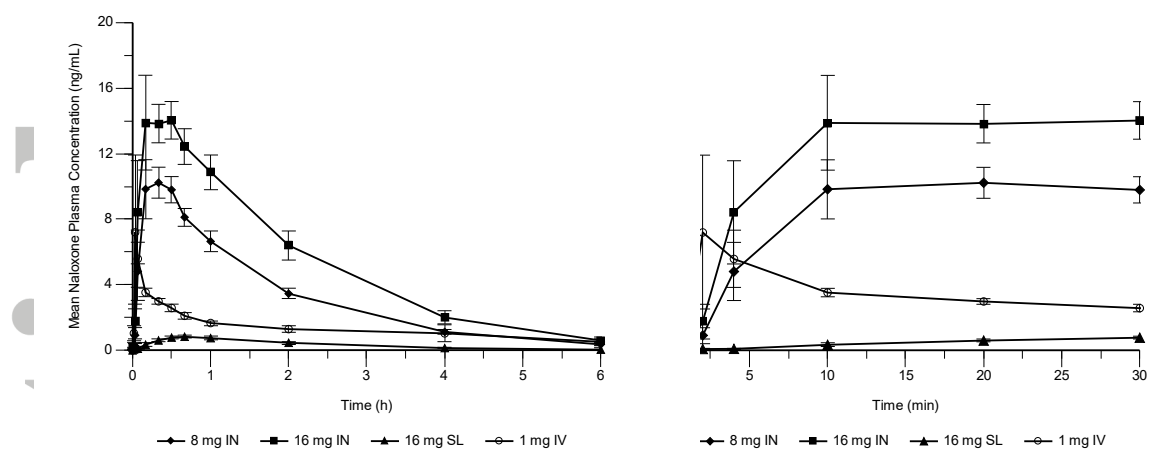 Mean Naloxone Plasma Concentration (ng/mL)
20
16
12
8
4
0
0 1 2 3 4 5 6
Time (h)
8 mg IN 16 mg IN 16 mg SL 1 mg IV
5 10 15 20 25 30
Time (min)
8 mg IN 16 mg IN 16 mg SL 1 mg IV